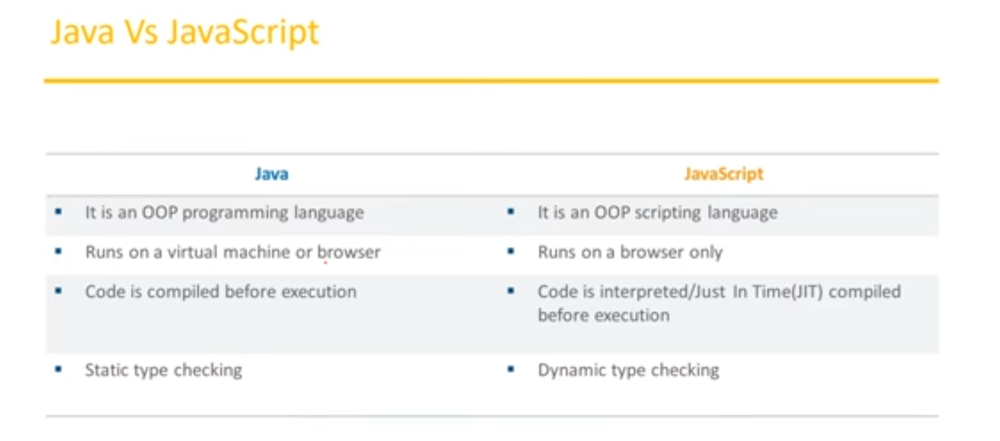 Java Vs JavaScript
Java
JavaScript
It is an OOP programming language
It is an OOP scripting language
Runs on a virtual machine or browser
Runs on a browser only
Code is compiled before execution
Code is interpreted/Just In Time(JIT) compiled
before execution
Static type checking
Dynamic type checking